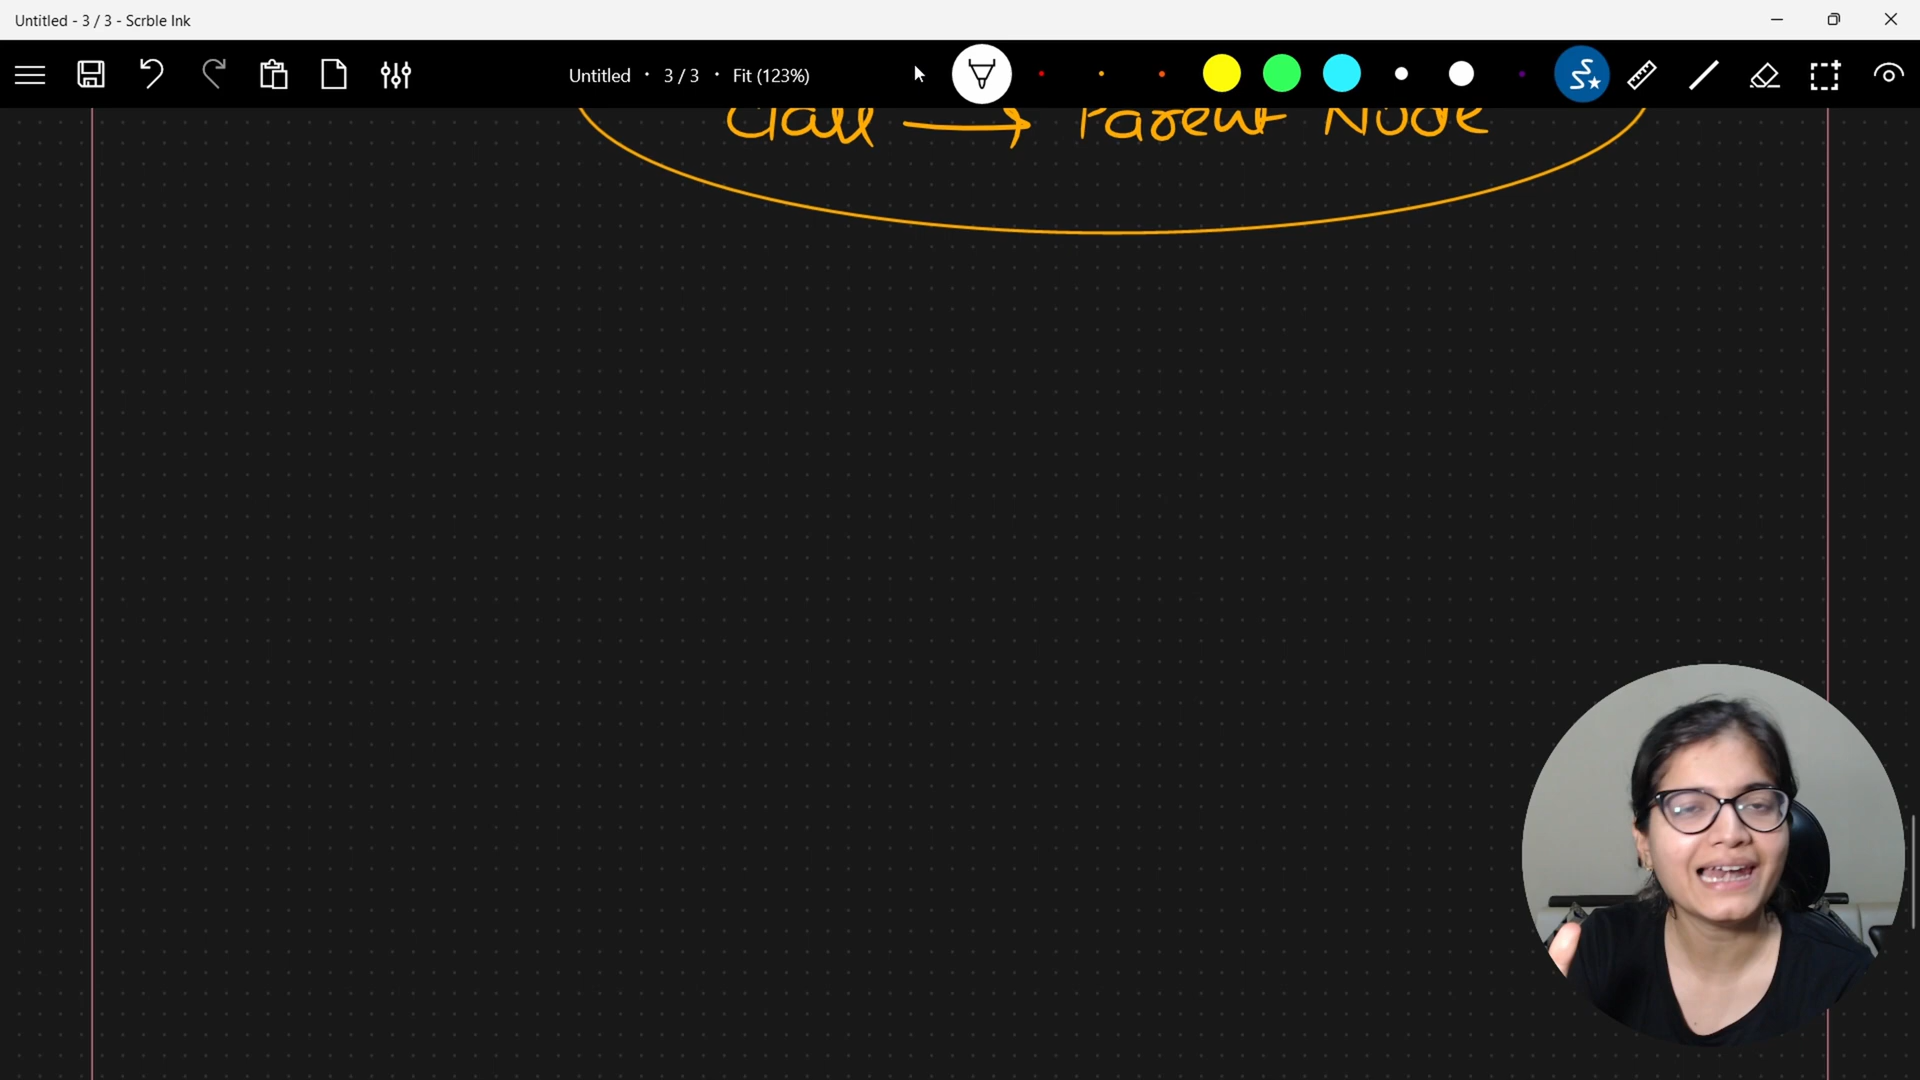 Untitled - 3 / 3 - Scrble Ink
Untitled • 3 / 3 • Fit (123%)
Call → Parent Node